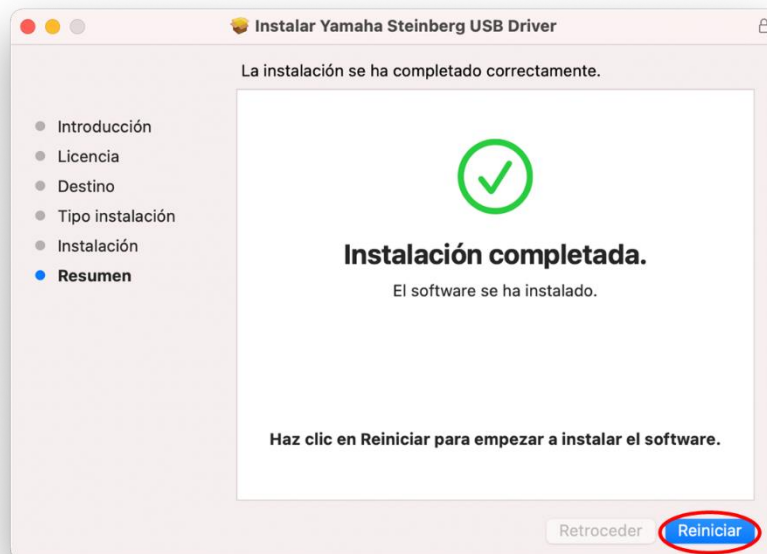 Instalar Yamaha Steinberg USB Driver
La instalación se ha completado correctamente.
Introducción
Licencia
Destino
Tipo instalación
Instalación
Resumen
Instalación completada.
El software se ha instalado.
Haz clic en Reiniciar para empezar a instalar el software.
Retroceder
Reiniciar